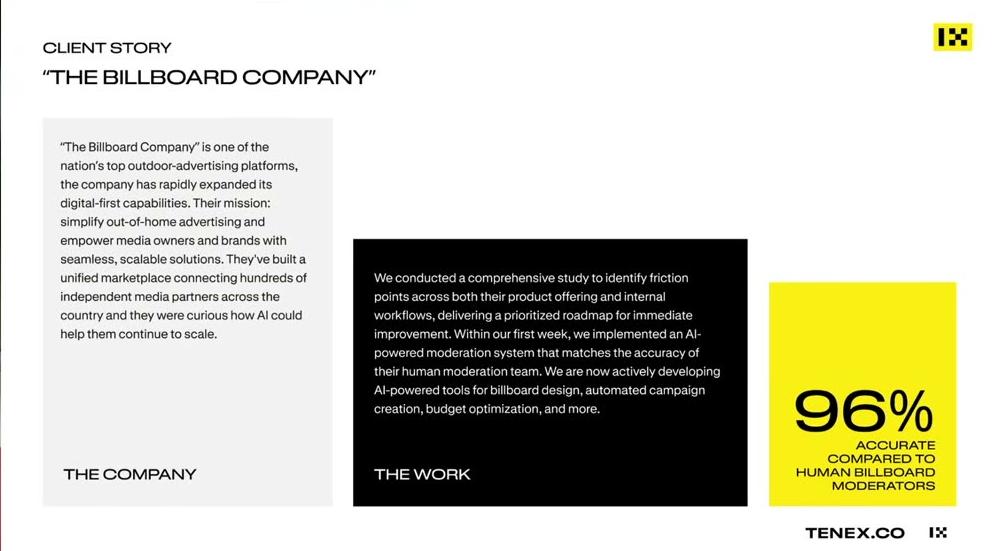 CLIENT STORY
“THE BILLBOARD COMPANY”
“The Billboard Company” is one of the
nation’s top outdoor-advertising platforms,
the company has rapidly expanded its
digital-first capabilities. Their mission:
simplify out-of-home advertising and
empower media owners and brands with
seamless, scalable solutions. They've built a
unified marketplace connecting hundreds of
independent media partners across the
country and they were curious how AI could
help them continue to scale.
THE COMPANY
We conducted a comprehensive study to identify friction
points across both their product offering and internal
workflows, delivering a prioritized roadmap for immediate
improvement. Within our first week, we implemented an AI-
powered moderation system that matches the accuracy of
their human moderation team. We are now actively developing
AI-powered tools for billboard design, automated campaign
creation, budget optimization, and more.
THE WORK
96%
ACCURATE
COMPARED TO
HUMAN BILLBOARD
MODERATORS
TENEX.CO